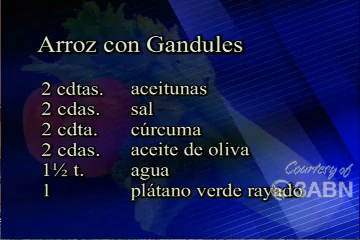 Arroz con Gandules
2 cdtas. aceitunas
2 cdas. sal
2 cdta. cúrcuma
2 cdas. aceite de oliva
1½ t. agua
1 plátano verde rayado
Courtesy of
3ABN